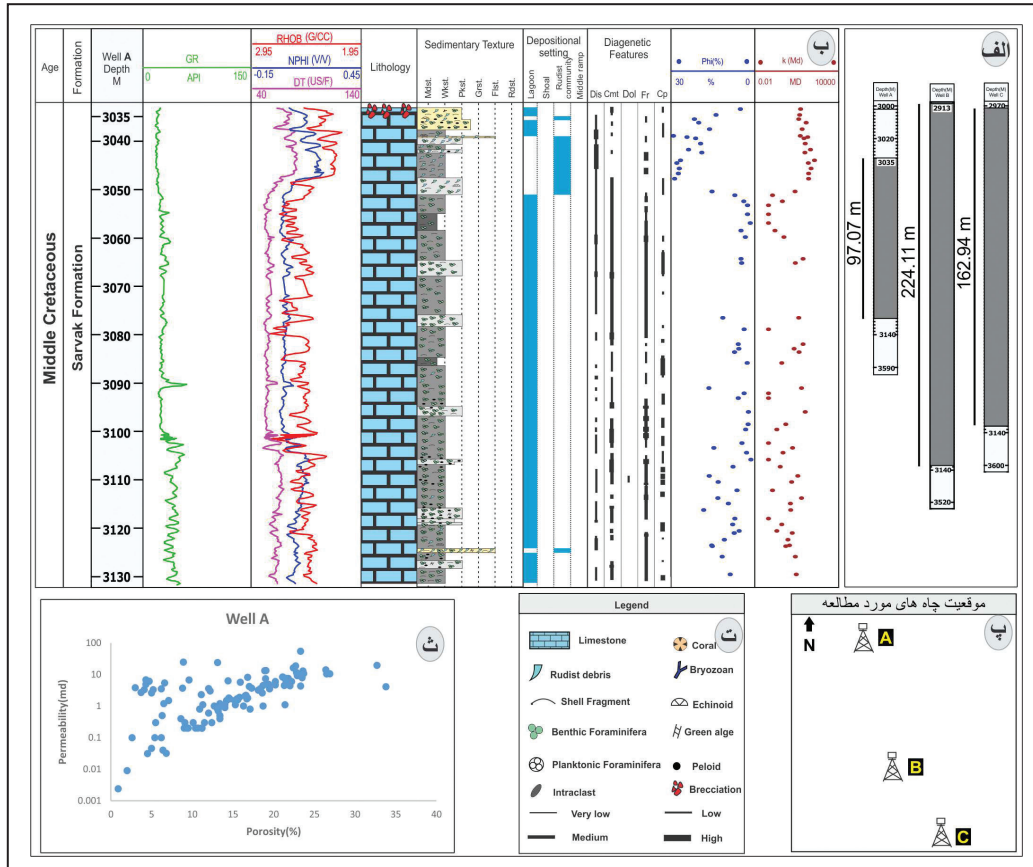 Age
Formation
Well A
Depth
M
GR
0 API 150
RHOB (G/CC)
2.95 1.95
NPHI (V/V)
-0.15 0.45
DT (US/F)
40 140
Lithology
Sedimentary Texture
Mdst.
Wkst.
Pkst.
Grst.
Flst.
Rdst.
Depositional
setting
Lagoon
Shoal
Rudist
community
Middle ramp
Diagenetic
Features
Dis
Cmt
Dol
Fr
Cp
ب
Phi(%)
30 0
k (Md)
0.01 MD 10000
Middle Cretaceous
Sarvak Formation
3035
3040
3050
3060
3070
3080
3090
3100
3110
3120
3130
الف
Depth(M)
Well A
3000
3020
3035
3140
3590
97.07 m
Depth(M)
Well B
2913
3140
3520
224.11 m
Depth(M)
Well C
2970
3140
3600
162.94 m
ث
Well A
Permeability(md)
100
10
1
0.1
0.01
0.001
0 5 10 15 20 25 30 35 40
Porosity(%)
Legend
ت
Limestone
Coral
Rudist debris
Bryozoan
Shell Fragment
Echinoid
Benthic Foraminifera
Green alge
Planktonic Foraminifera
Peloid
Intraclast
Brecciation
Very low
Low
Medium
High
موقعیت چاه های مورد مطالعه
پ
N
A
B
C